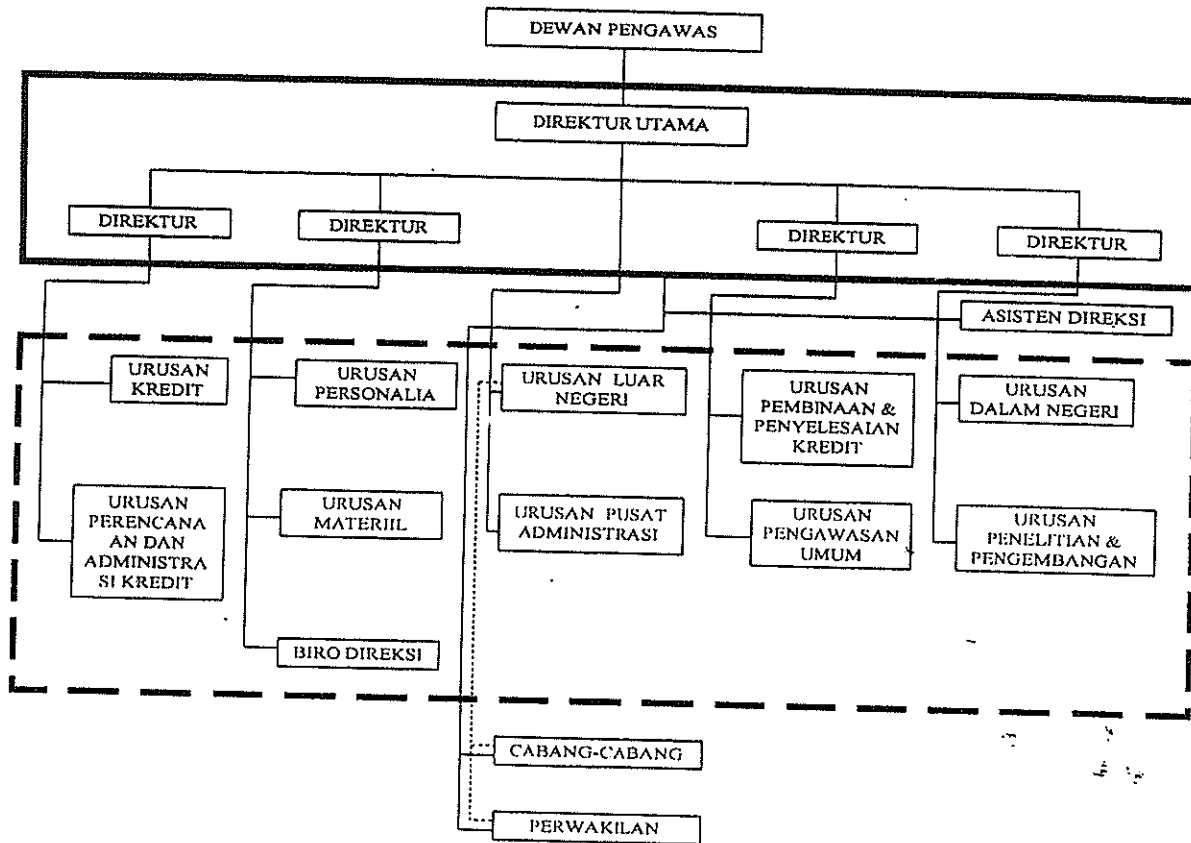 DEWAN PENGAWAS
DIREKTUR UTAMA
DIREKTUR
DIREKTUR
DIREKTUR
DIREKTUR
ASISTEN DIREKSI
URUSAN
KREDIT
URUSAN
PERSONALIA
URUSAN LUAR
NEGERI
URUSAN
PEMBINAAN &
PENYELESAIAN
KREDIT
URUSAN
DALAM NEGERI
URUSAN
PERENCANA
AN DAN
ADMINISTRA
SI KREDIT
URUSAN
MATERIIL
URUSAN PUSAT
ADMINISTRASI
URUSAN
PENGAWASAN
UMUM
URUSAN
PENELITIAN &
PENGEMBANGAN
BIRO DIREKSI
CABANG-CABANG
PERWAKILAN